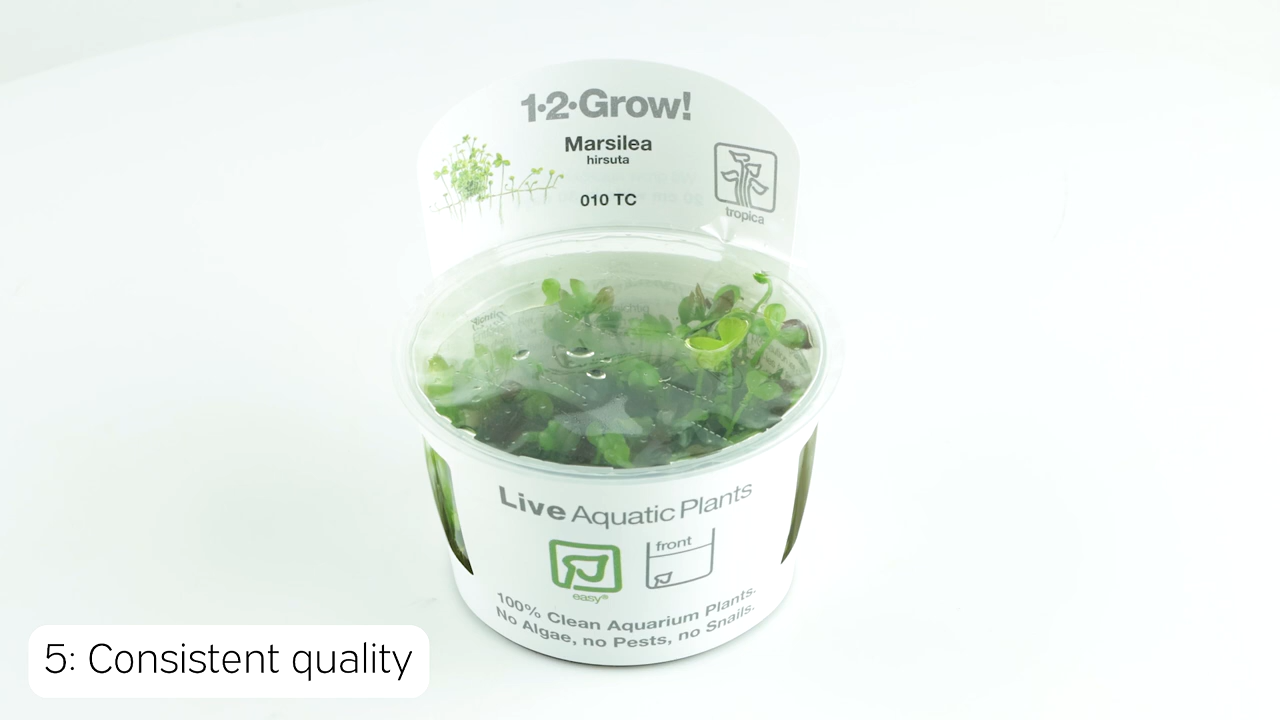 1·2·Grow!
Marsilea
hirsuta
010 TC
tropica
Live Aquatic Plants
front
easy®
100% Clean Aquarium Plants.
No Algae, no Pests, no Snails.
5: Consistent quality